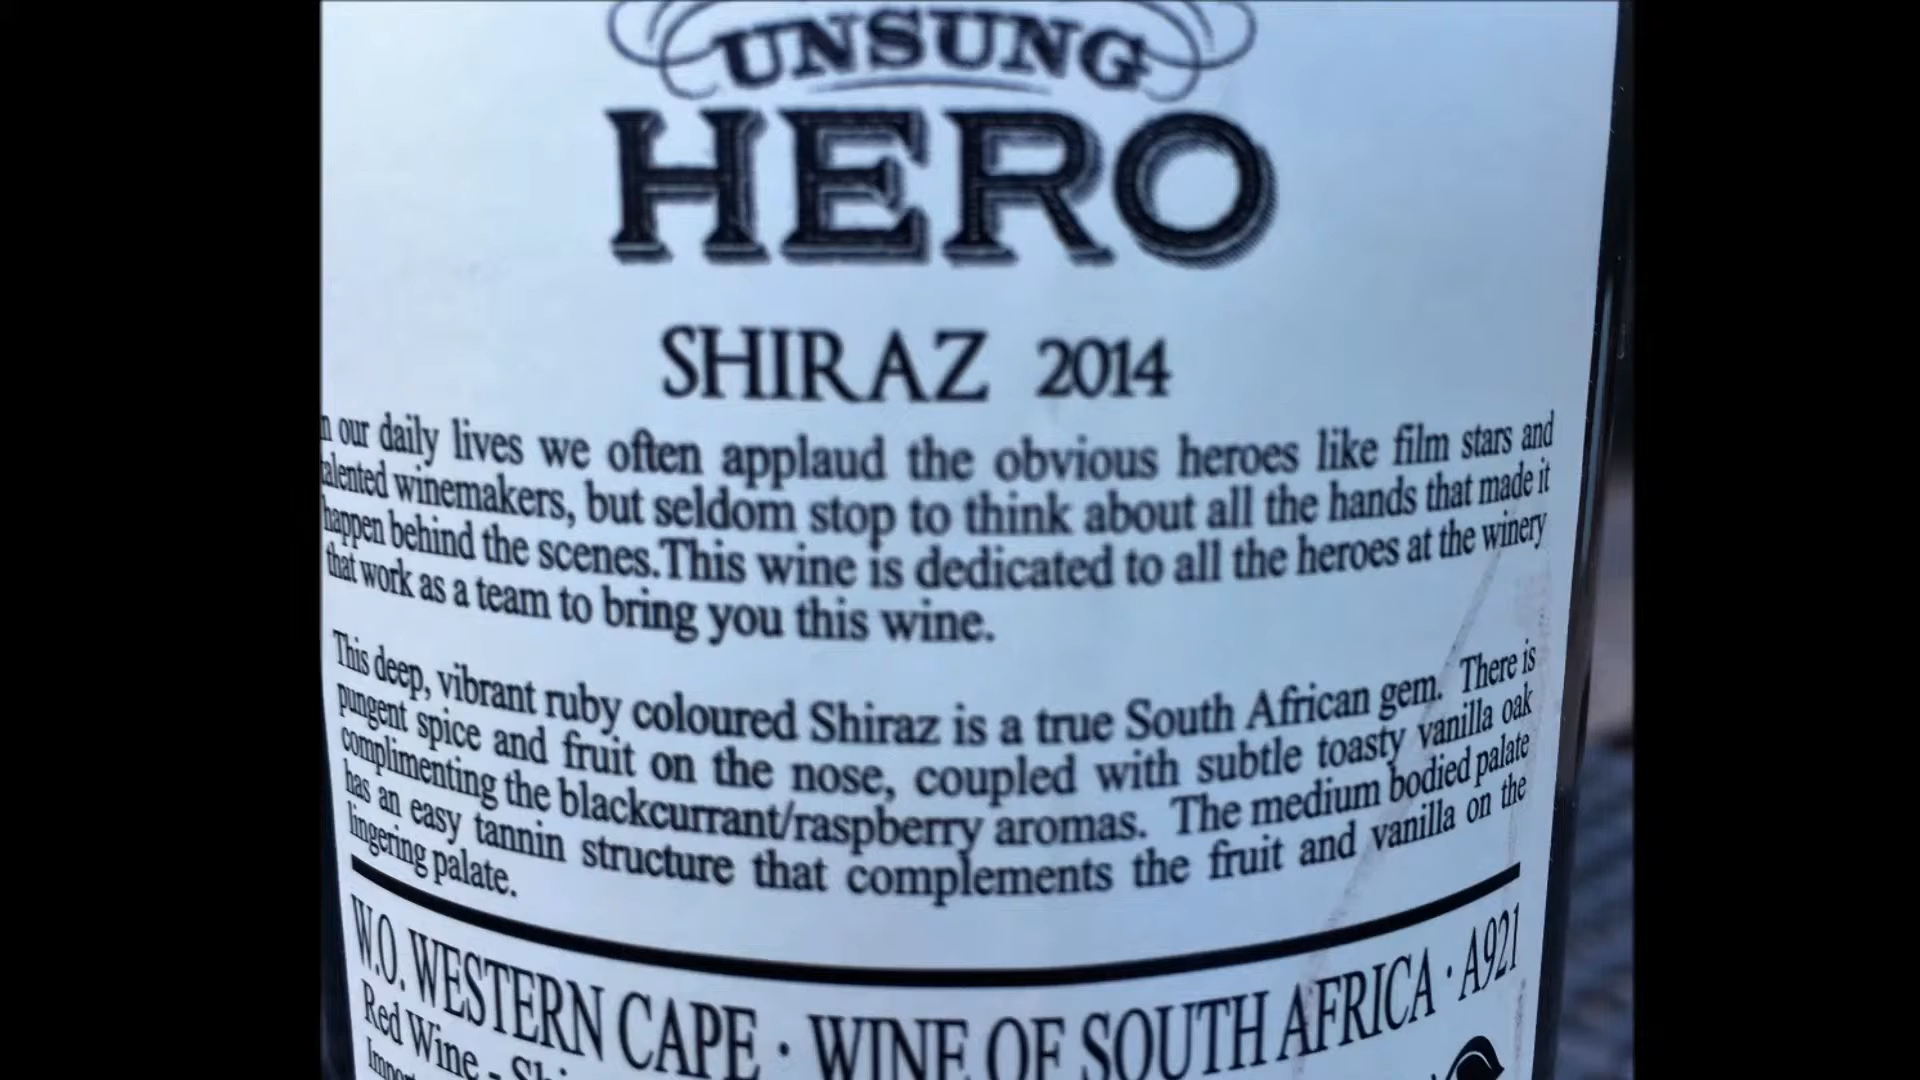 UNSUNG
HERO
SHIRAZ 2014
n our daily lives we often applaud the obvious heroes like film stars and
talented winemakers, but seldom stop to think about all the hands that made it
happen behind the scenes.This wine is dedicated to all the heroes at the winery
that work as a team to bring you this wine.
This deep, vibrant ruby coloured Shiraz is a true South African gem. There is
pungent spice and fruit on the nose, coupled with subtle toasty vanilla oak
complimenting the blackcurrant/raspberry aromas. The medium bodied palate
has an easy tannin structure that complements the fruit and vanilla on the
lingering palate.
W.O. WESTERN CAPE · WINE OF SOUTH AFRICA · A921
Red Wine -